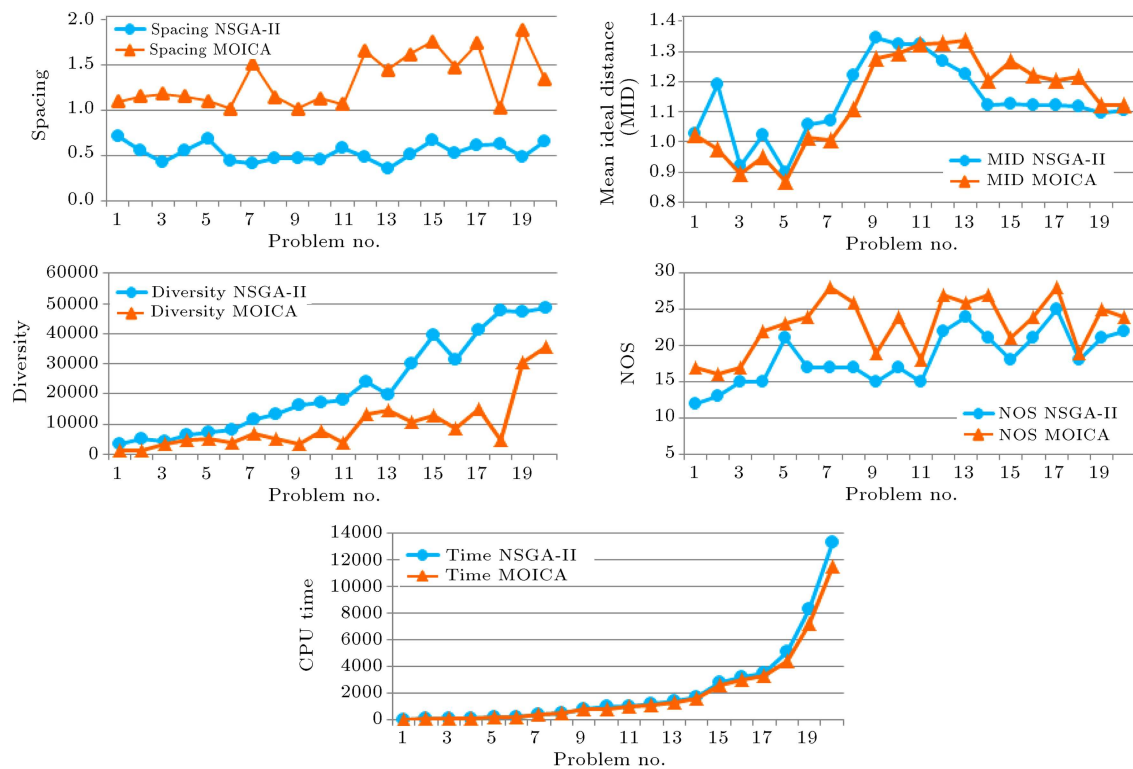 Spacing
2.0
1.5
1.0
0.5
0.0
Spacing NSGA-II
Spacing MOICA
1 3 5 7 9 11 13 15 17 19
Problem no.
Mean ideal distance
(MID)
1.4
1.3
1.2
1.1
1.0
0.9
0.8
MID NSGA-II
MID MOICA
1 3 5 7 9 11 13 15 17 19
Problem no.
Diversity
60000
50000
40000
30000
20000
10000
0
Diversity NSGA-II
Diversity MOICA
1 3 5 7 9 11 13 15 17 19
Problem no.
NOS
30
25
20
15
10
5
NOS NSGA-II
NOS MOICA
1 3 5 7 9 11 13 15 17 19
Problem no.
CPU time
14000
12000
10000
8000
6000
4000
2000
0
Time NSGA-II
Time MOICA
1 3 5 7 9 11 13 15 17 19
Problem no.